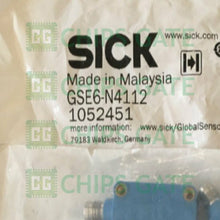 SICK
www.sick.com
Made in Malaysia
GSE6-N4112
1052451
more information: www.sick/GlobalSenso
79183 Waldkirch, Germany
CHIPS GATE